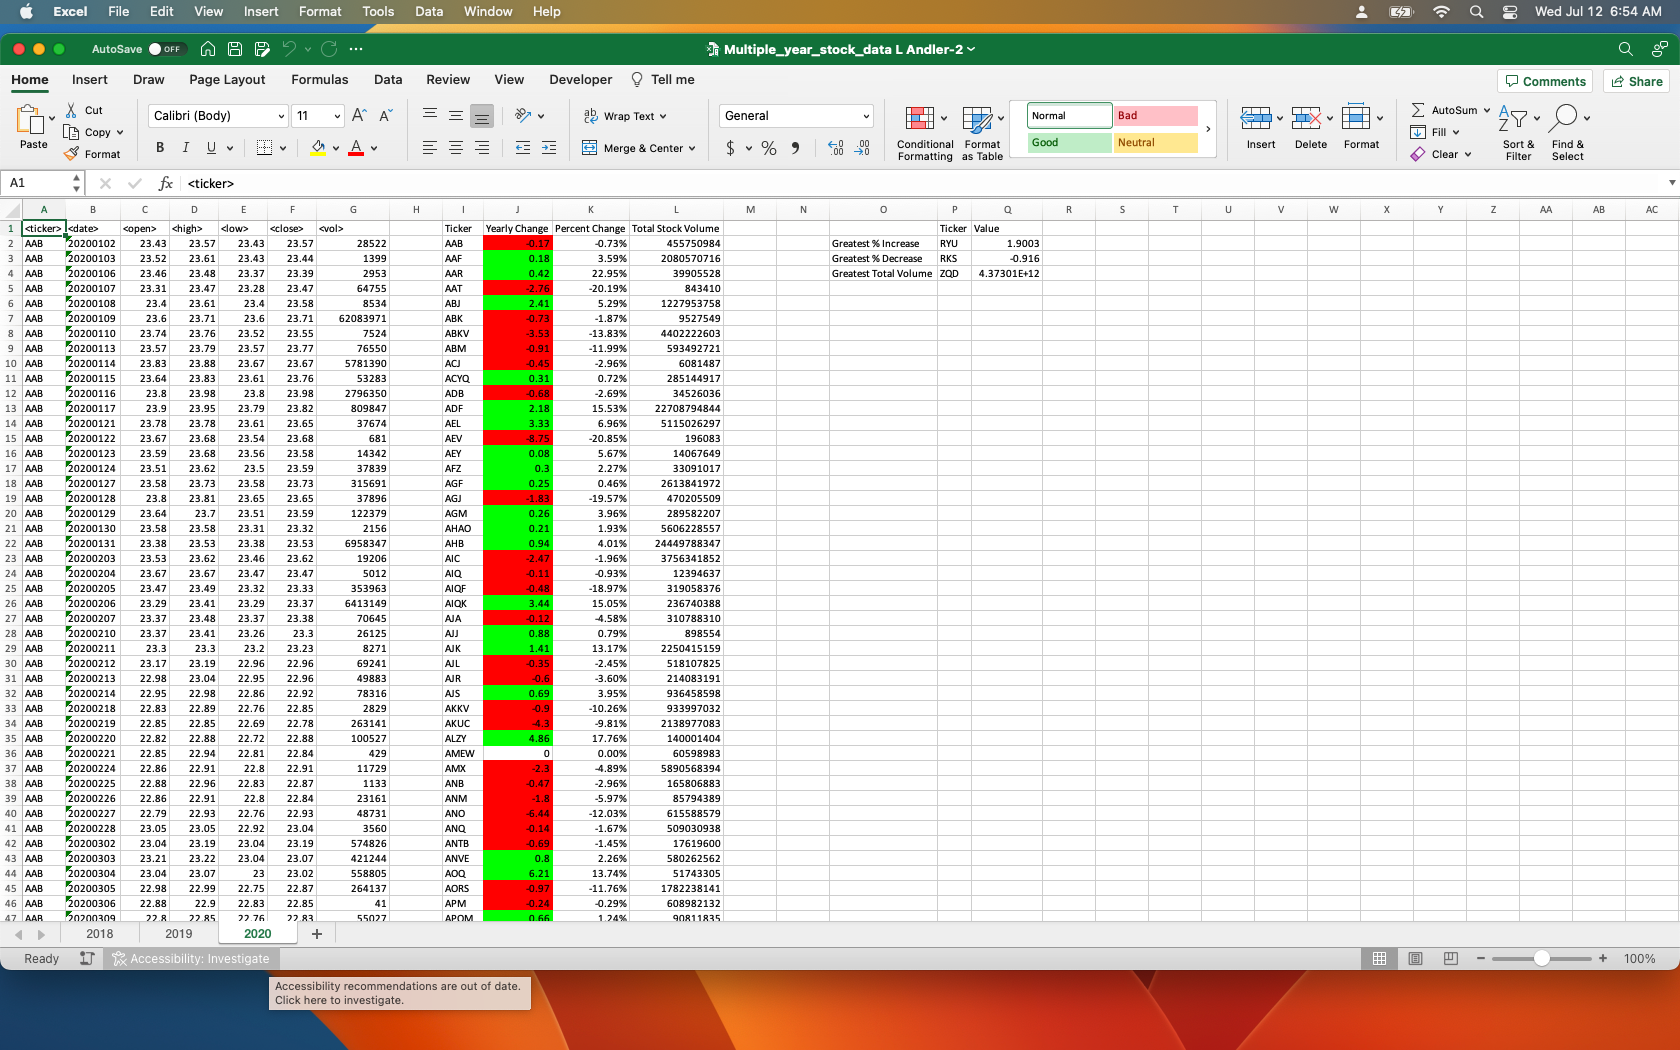 Excel File Edit View Insert Format Tools Data Window Help Wed Jul 12 6:54 AM
AutoSave OFF Multiple_year_stock_data L Andler-2
Home Insert Draw Page Layout Formulas Data Review View Developer Tell me Comments Share
Paste Cut Copy Format
Calibri (Body) 11
B I U A
Wrap Text
Merge & Center
General
$ % 9
Conditional Formatting
Format as Table
Normal Bad
Good Neutral
Insert Delete Format
AutoSum
Fill
Clear
Sort & Filter
Find & Select
A1 fx <ticker>
A B C D E F G H I J K L M N O P Q R S T U V W X Y Z AA AB AC
1 <ticker> <date> <open> <high> <low> <close> <vol> Ticker Yearly Change Percent Change Total Stock Volume Ticker Value
2 AAB 20200102 23.43 23.57 23.43 23.57 28522 AAB -0.17 -0.73% 455750984 Greatest % Increase RYU 1.9003
3 AAB 20200103 23.52 23.61 23.43 23.44 1399 AAF 0.18 3.59% 2080570716 Greatest % Decrease RKS -0.916
4 AAB 20200106 23.46 23.48 23.37 23.39 2953 AAR 0.42 22.95% 39905528 Greatest Total Volume ZQD 4.37301E+12
5 AAB 20200107 23.31 23.47 23.28 23.47 64755 AAT -2.76 -20.19% 843410
6 AAB 20200108 23.4 23.61 23.4 23.58 8534 ABJ 2.41 5.29% 1227953758
7 AAB 20200109 23.6 23.71 23.6 23.71 62083971 ABK -0.73 -1.87% 9527549
8 AAB 20200110 23.74 23.76 23.52 23.55 7524 ABKV -3.53 -13.83% 4402222603
9 AAB 20200113 23.57 23.79 23.57 23.77 76550 ABM -0.91 -11.99% 593492721
10 AAB 20200114 23.83 23.88 23.67 23.67 5781390 ACJ -0.45 -2.96% 6081487
11 AAB 20200115 23.64 23.83 23.61 23.76 53283 ACYQ 0.31 0.72% 285144917
12 AAB 20200116 23.8 23.98 23.8 23.98 2796350 ADB -0.68 -2.69% 34526036
13 AAB 20200117 23.9 23.95 23.79 23.82 809847 ADF 2.18 15.53% 22708794844
14 AAB 20200121 23.78 23.78 23.61 23.65 37674 AEL 3.33 6.96% 5115026297
15 AAB 20200122 23.67 23.68 23.54 23.68 681 AEV -8.75 -20.85% 196083
16 AAB 20200123 23.59 23.68 23.56 23.58 14342 AEY 0.08 5.67% 14067649
17 AAB 20200124 23.51 23.62 23.5 23.59 37839 AFZ 0.3 2.27% 33091017
18 AAB 20200127 23.58 23.73 23.58 23.73 315691 AGF 0.25 0.46% 2613841972
19 AAB 20200128 23.8 23.81 23.65 23.65 37896 AGJ -1.83 -19.57% 470205509
20 AAB 20200129 23.64 23.7 23.51 23.59 122379 AGM 0.26 3.96% 289582207
21 AAB 20200130 23.58 23.58 23.31 23.32 2156 AHAO 0.21 1.93% 5606228557
22 AAB 20200131 23.38 23.53 23.38 23.53 6958347 AHB 0.94 4.01% 24449788347
23 AAB 20200203 23.53 23.62 23.46 23.62 19206 AIC -2.47 -1.96% 3756341852
24 AAB 20200204 23.67 23.67 23.47 23.47 5012 AIQ -0.11 -0.93% 12394637
25 AAB 20200205 23.47 23.49 23.32 23.33 353963 AIQF -0.48 -18.97% 319058376
26 AAB 20200206 23.29 23.41 23.29 23.37 6413149 AIQK 3.44 15.05% 236740388
27 AAB 20200207 23.37 23.48 23.37 23.38 70645 AJA -0.12 -4.58% 310788310
28 AAB 20200210 23.37 23.41 23.26 23.3 26125 AJJ 0.88 0.79% 898554
29 AAB 20200211 23.3 23.3 23.2 23.23 8271 AJK 1.41 13.17% 2250415159
30 AAB 20200212 23.17 23.19 22.96 22.96 69241 AJL -0.35 -2.45% 518107825
31 AAB 20200213 22.98 23.04 22.95 22.96 49883 AJR -0.6 -3.60% 214083191
32 AAB 20200214 22.95 22.98 22.86 22.92 78316 AJS 0.69 3.95% 936458598
33 AAB 20200218 22.83 22.89 22.76 22.85 2829 AKKV -0.9 -10.26% 933997032
34 AAB 20200219 22.85 22.85 22.69 22.78 263141 AKUC -4.3 -9.81% 2138977083
35 AAB 20200220 22.82 22.88 22.72 22.88 100527 ALZY 4.86 17.76% 140001404
36 AAB 20200221 22.85 22.94 22.81 22.84 429 AMEW 0 0.00% 60598983
37 AAB 20200224 22.86 22.91 22.8 22.91 11729 AMX -2.3 -4.89% 5890568394
38 AAB 20200225 22.88 22.96 22.83 22.87 1133 ANB -0.47 -2.96% 165806883
39 AAB 20200226 22.86 22.91 22.8 22.84 23161 ANM -1.8 -5.97% 85794389
40 AAB 20200227 22.79 22.93 22.76 22.93 48731 ANO -6.44 -12.03% 615588579
41 AAB 20200228 23.05 23.05 22.92 23.04 3560 ANQ -0.14 -1.67% 509030938
42 AAB 20200302 23.04 23.19 23.04 23.19 574826 ANTB -0.69 -1.45% 17619600
43 AAB 20200303 23.21 23.22 23.04 23.07 421244 ANVE 0.8 2.26% 580262562
44 AAB 20200304 23.04 23.07 23 23.02 558805 AOQ 6.21 13.74% 51743305
45 AAB 20200305 22.98 22.99 22.75 22.87 264137 AORS -0.97 -11.76% 1782238141
46 AAB 20200306 22.88 22.9 22.83 22.85 41 APM -0.24 -0.29% 608982132
47 AAB 20200309 22.8 22.85 22.76 22.83 55027 APOM 0.66 1.24% 90811835
2018 2019 2020 +
Ready Accessibility: Investigate 100%
Accessibility recommendations are out of date.
Click here to investigate.